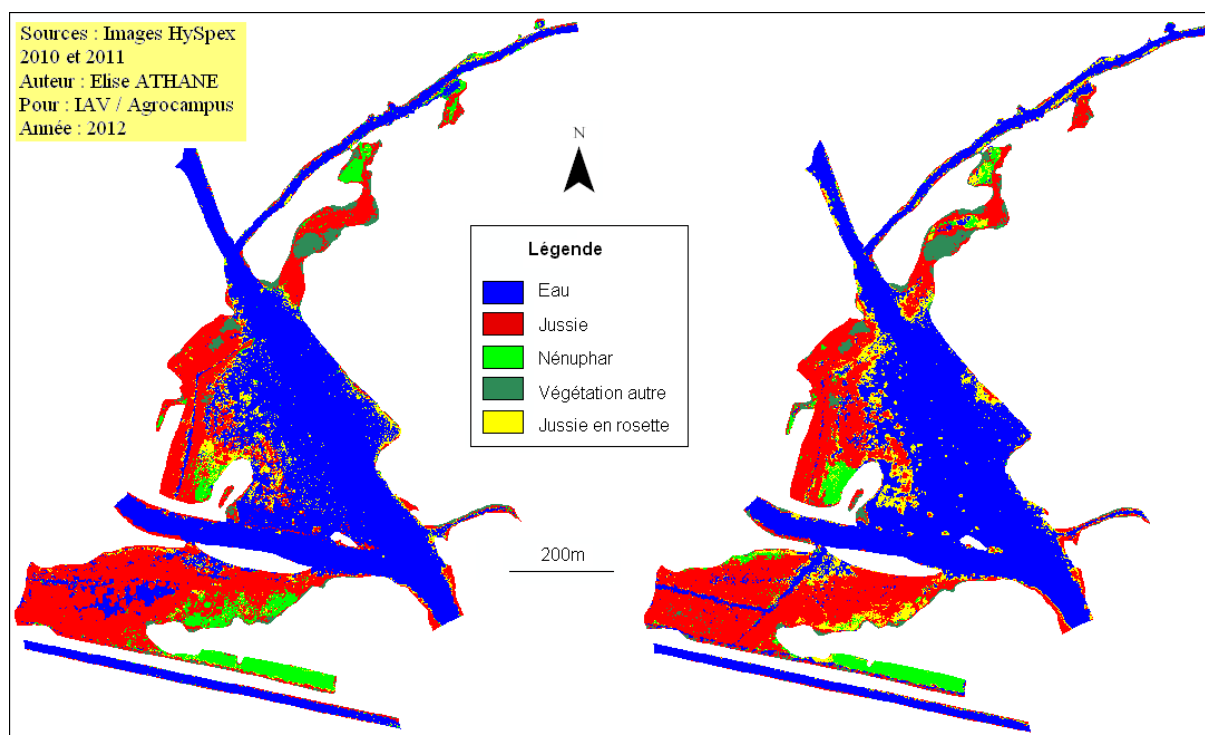 Sources : Images HySpex
2010 et 2011
Auteur : Elise ATHANE
Pour : IAV / Agrocampus
Année : 2012
N
Légende
Eau
Jussie
Nénuphar
Végétation autre
Jussie en rosette
200m